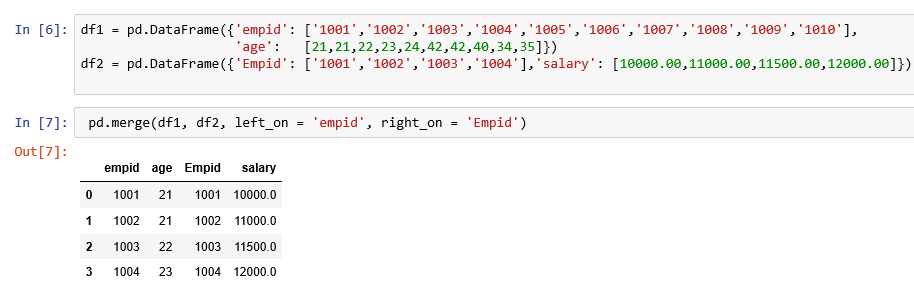 In [6]: df1 = pd.DataFrame({'empid': ['1001','1002','1003','1004','1005','1006','1007','1008','1009','1010'],
'age':   [21,21,22,23,24,42,42,40,34,35]})
df2 = pd.DataFrame({'Empid': ['1001','1002','1003','1004'],'salary': [10000.00,11000.00,11500.00,12000.00]})
In [7]: pd.merge(df1, df2, left_on = 'empid', right_on = 'Empid')
Out[7]:
empid age Empid salary
0 1001 21 1001 10000.0
1 1002 21 1002 11000.0
2 1003 22 1003 11500.0
3 1004 23 1004 12000.0